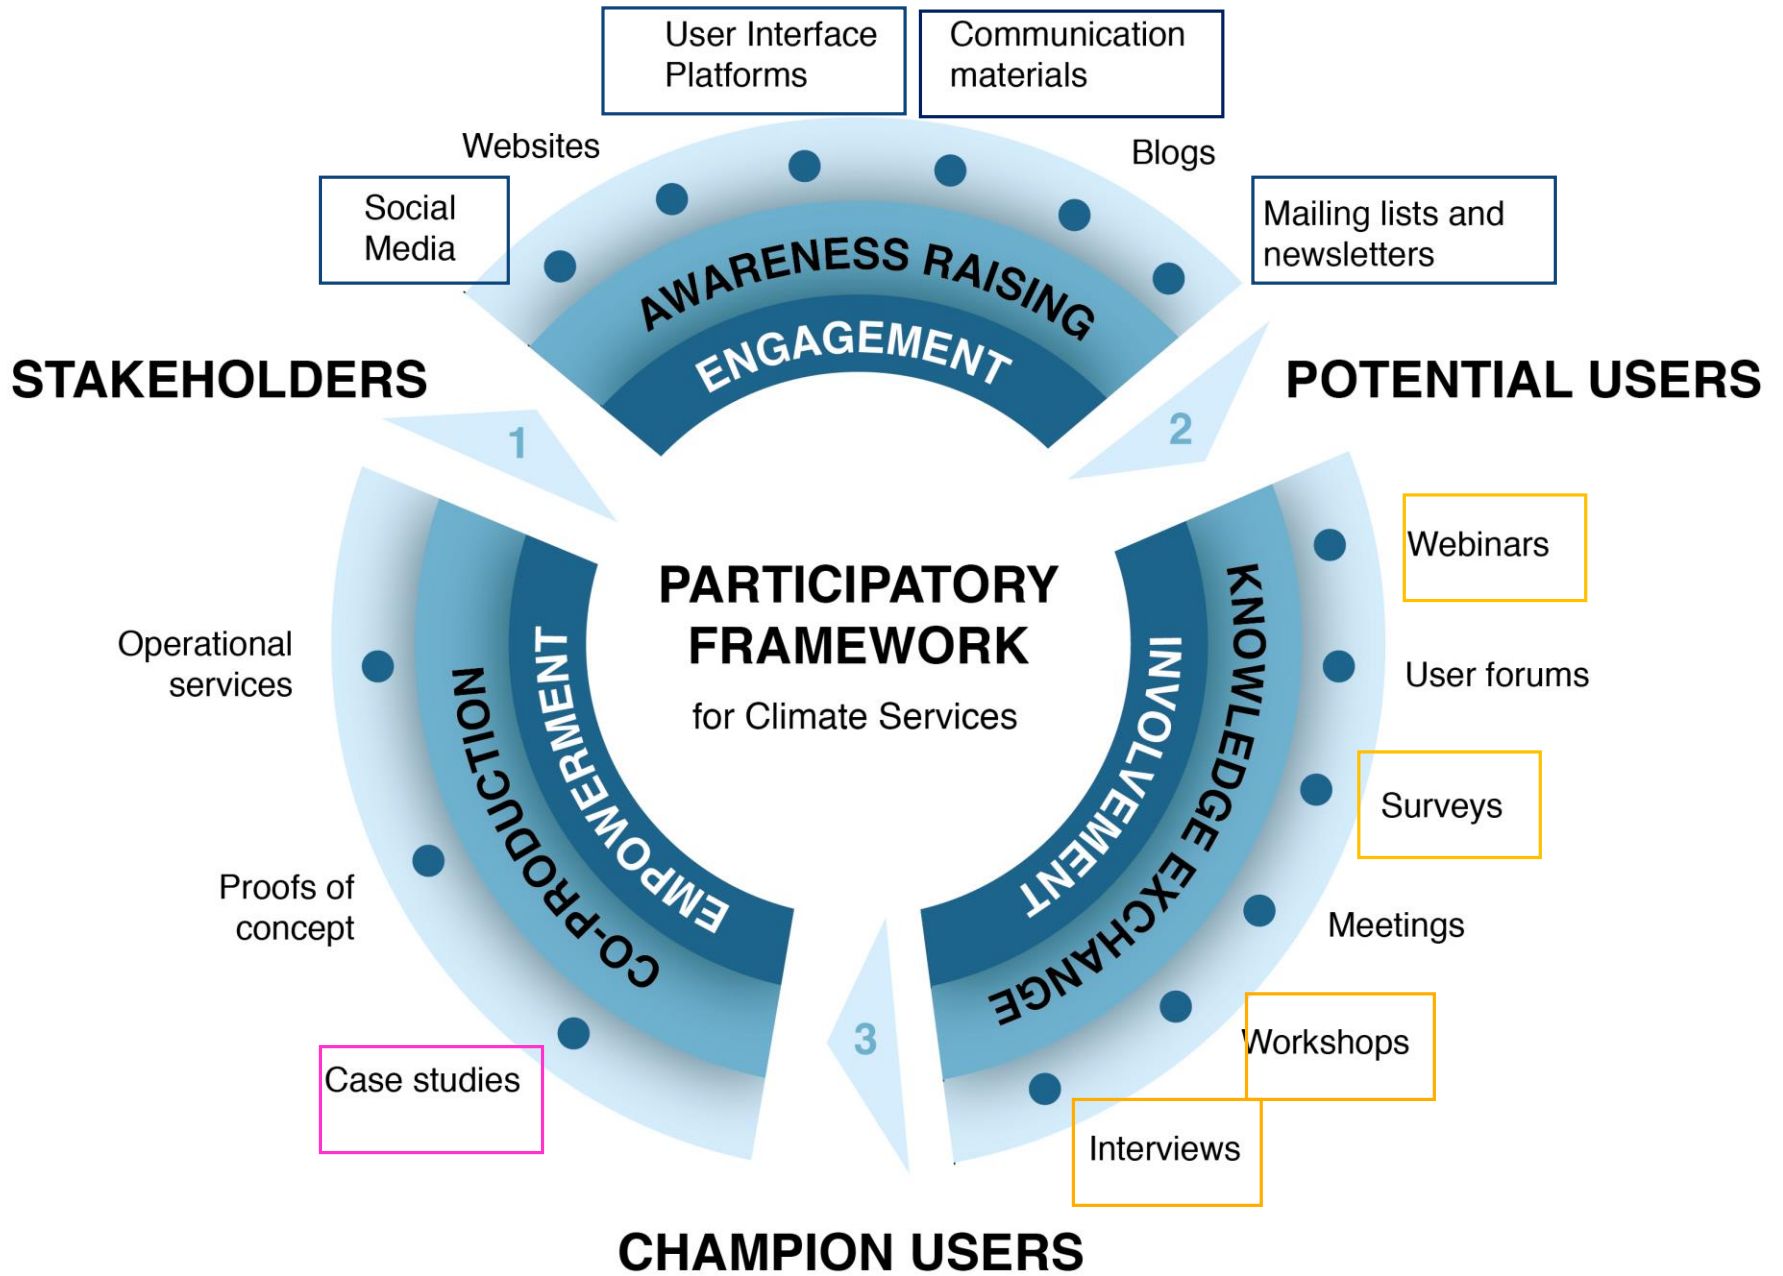 User Interface
Platforms
Communication
materials
Websites
Blogs
Social
Media
Mailing lists and
newsletters
AWARENESS RAISING
ENGAGEMENT
STAKEHOLDERS
POTENTIAL USERS
1
2
Webinars
PARTICIPATORY
FRAMEWORK
for Climate Services
KNOWLEDGE EXCHANGE
INVOLVEMENT
EMPOWERMENT
CO-PRODUCTION
Operational
services
User forums
Surveys
Proofs of
concept
Meetings
Workshops
3
Case studies
Interviews
CHAMPION USERS